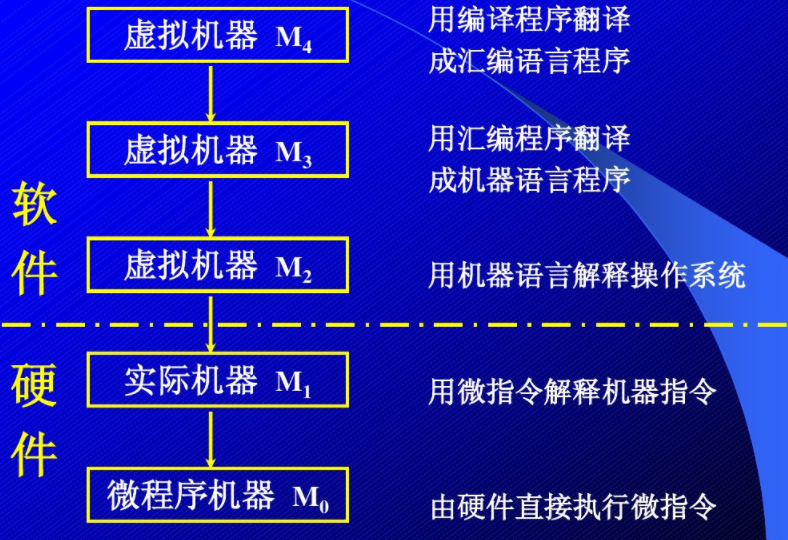 虚拟机器 M4
用编译程序翻译
成汇编语言程序
虚拟机器 M3
用汇编程序翻译
成机器语言程序
软
件
虚拟机器 M2
用机器语言解释操作系统
硬
件
实际机器 M1
用微指令解释机器指令
微程序机器 M0
由硬件直接执行微指令